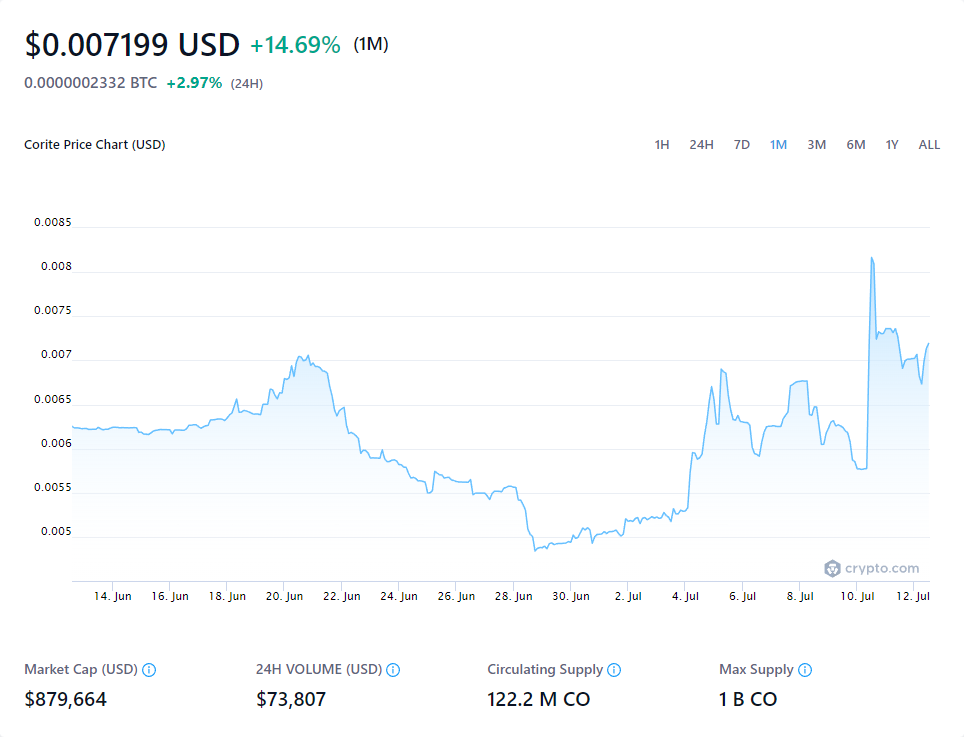 $0.007199 USD +14.69% (1M)
0.0000002332 BTC +2.97% (24H)
Corite Price Chart (USD) 1H 24H 7D 1M 3M 6M 1Y ALL
0.0085
0.008
0.0075
0.007
0.0065
0.006
0.0055
0.005
crypto.com
14. Jun 16. Jun 18. Jun 20. Jun 22. Jun 24. Jun 26. Jun 28. Jun 30. Jun 2. Jul 4. Jul 6. Jul 8. Jul 10. Jul 12. Jul
Market Cap (USD) 24H VOLUME (USD) Circulating Supply Max Supply
$879,664 $73,807 122.2 M CO 1 B CO